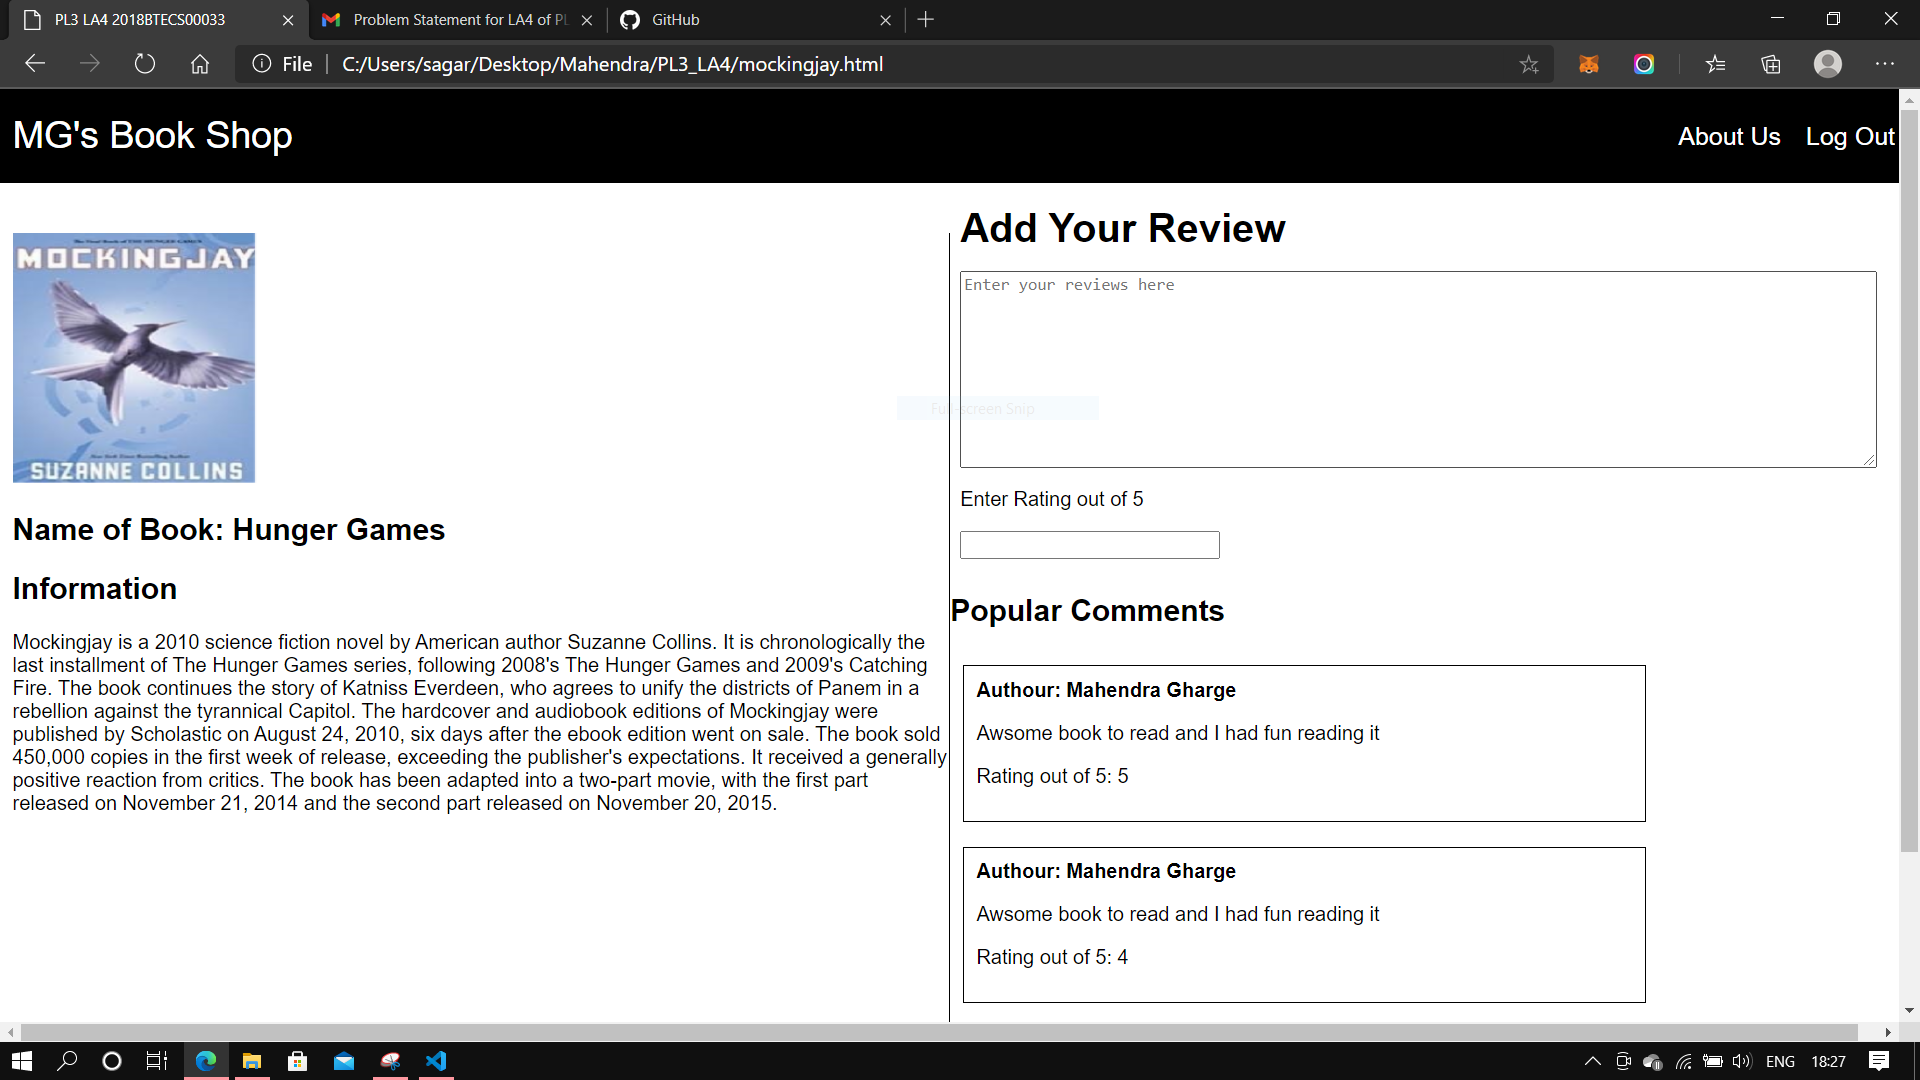 PL3 LA4 2018BTECS00033
Problem Statement for LA4 of PL
GitHub
File
C:/Users/sagar/Desktop/Mahendra/PL3_LA4/mockingjay.html
MG's Book Shop
About Us
Log Out
MOCKINGJAY
SUZANNE COLLINS
Name of Book: Hunger Games
Information
Mockingjay is a 2010 science fiction novel by American author Suzanne Collins. It is chronologically the
last installment of The Hunger Games series, following 2008's The Hunger Games and 2009's Catching
Fire. The book continues the story of Katniss Everdeen, who agrees to unify the districts of Panem in a
rebellion against the tyrannical Capitol. The hardcover and audiobook editions of Mockingjay were
published by Scholastic on August 24, 2010, six days after the ebook edition went on sale. The book sold
450,000 copies in the first week of release, exceeding the publisher's expectations. It received a generally
positive reaction from critics. The book has been adapted into a two-part movie, with the first part
released on November 21, 2014 and the second part released on November 20, 2015.
Add Your Review
Enter your reviews here
Full-screen Snip
Enter Rating out of 5
Popular Comments
Authour: Mahendra Gharge
Awsome book to read and I had fun reading it
Rating out of 5: 5
Authour: Mahendra Gharge
Awsome book to read and I had fun reading it
Rating out of 5: 4
ENG
18:27